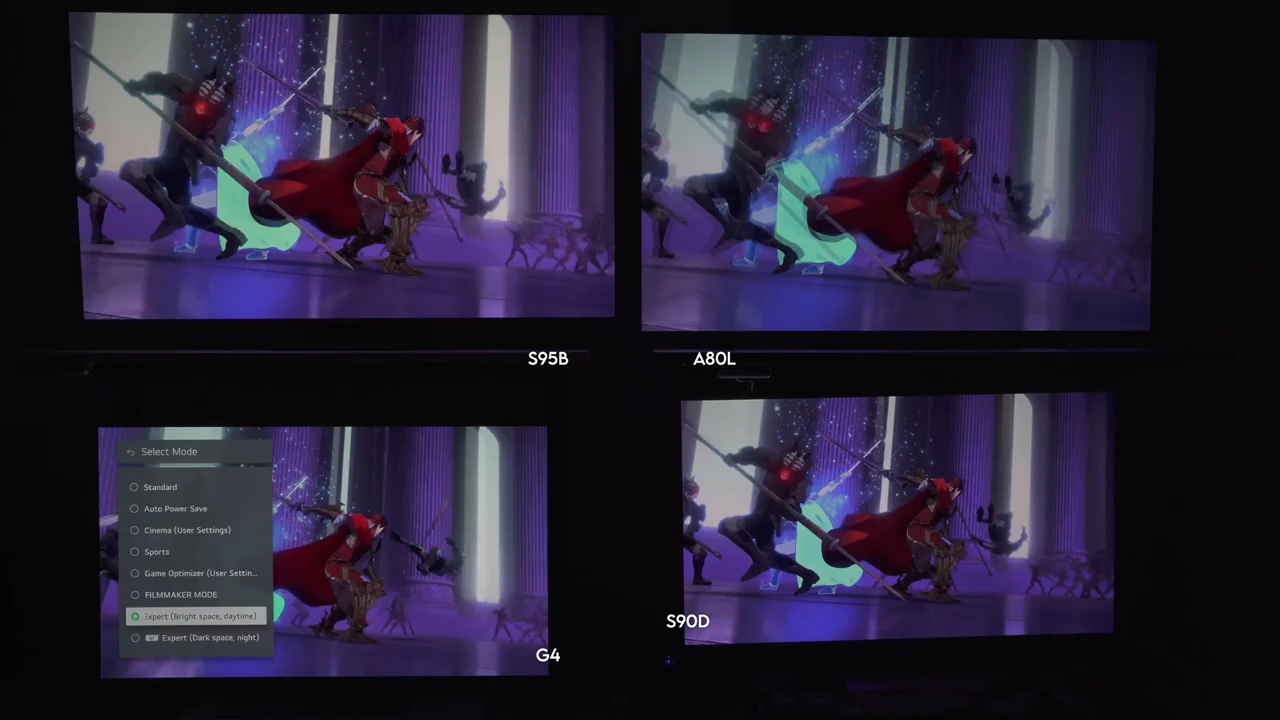 S95B
A80L
Select Mode
Standard
Auto Power Save
Cinema (User Settings)
Sports
Game Optimizer (User Settin...
FILMMAKER MODE
Expert (Bright space, daytime)
Expert (Dark space, night)
G4
S90D